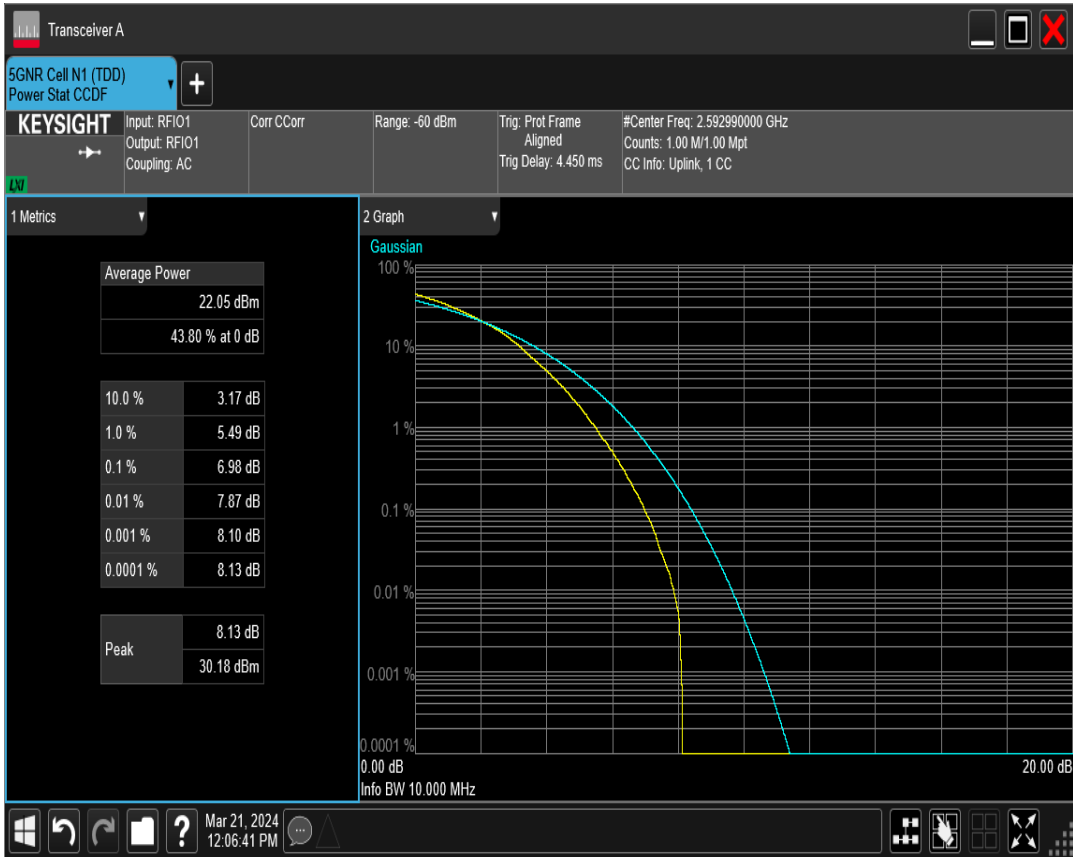 Transceiver A
5GNR Cell N1 (TDD)
Power Stat CCDF
+
KEYSIGHT
LXI
Input: RFIO1
Output: RFIO1
Coupling: AC
Corr CCorr
Range: -60 dBm
Trig: Prot Frame
Aligned
Trig Delay: 4.450 ms
#Center Freq: 2.592990000 GHz
Counts: 1.00 M/1.00 Mpt
CC Info: Uplink, 1 CC
1 Metrics
Average Power
22.05 dBm
43.80 % at 0 dB
10.0 % 3.17 dB
1.0 % 5.49 dB
0.1 % 6.98 dB
0.01 % 7.87 dB
0.001 % 8.10 dB
0.0001 % 8.13 dB
Peak
8.13 dB
30.18 dBm
2 Graph
Gaussian
100 %
10 %
1 %
0.1 %
0.01 %
0.001 %
0.0001 %
0.00 dB 20.00 dB
Info BW 10.000 MHz
?
Mar 21, 2024
12:06:41 PM